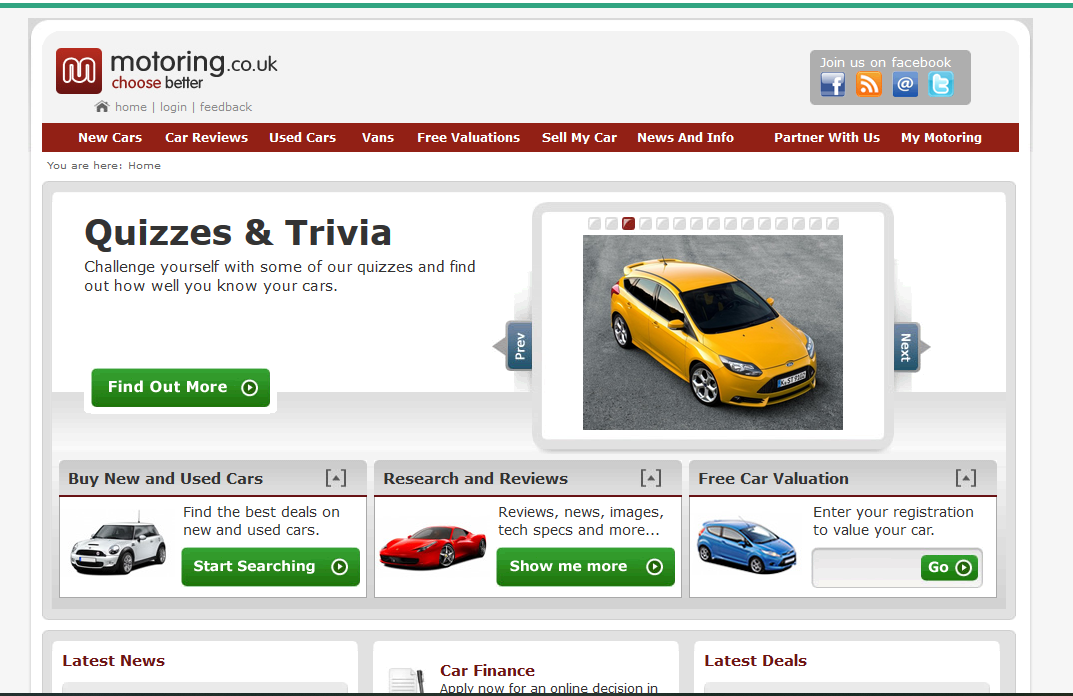 motoring.co.uk
choose better
home | login | feedback
Join us on facebook
New Cars Car Reviews Used Cars Vans Free Valuations Sell My Car News And Info Partner With Us My Motoring
You are here: Home
Quizzes & Trivia
Challenge yourself with some of our quizzes and find
out how well you know your cars.
Prev
Next
Find Out More
Buy New and Used Cars
Find the best deals on
new and used cars.
Start Searching
Research and Reviews
Reviews, news, images,
tech specs and more...
Show me more
Free Car Valuation
Enter your registration
to value your car.
Go
Latest News
Car Finance
Apply now for an online decision in
Latest Deals